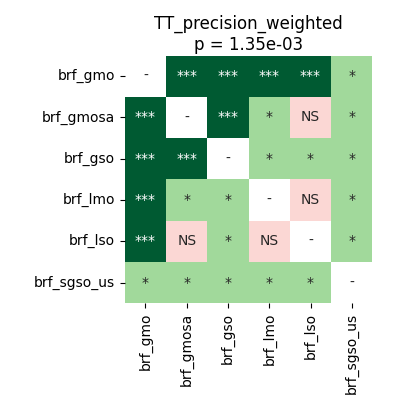 TT_precision_weighted
p = 1.35e-03
brf_gmo - *** *** *** *** *
brf_gmosa *** - *** * NS *
brf_gso *** *** - * * *
brf_lmo *** * * - NS *
brf_lso *** NS * NS - *
brf_sgso_us * * * * * -
brf_gmo brf_gmosa brf_gso brf_lmo brf_lso brf_sgso_us